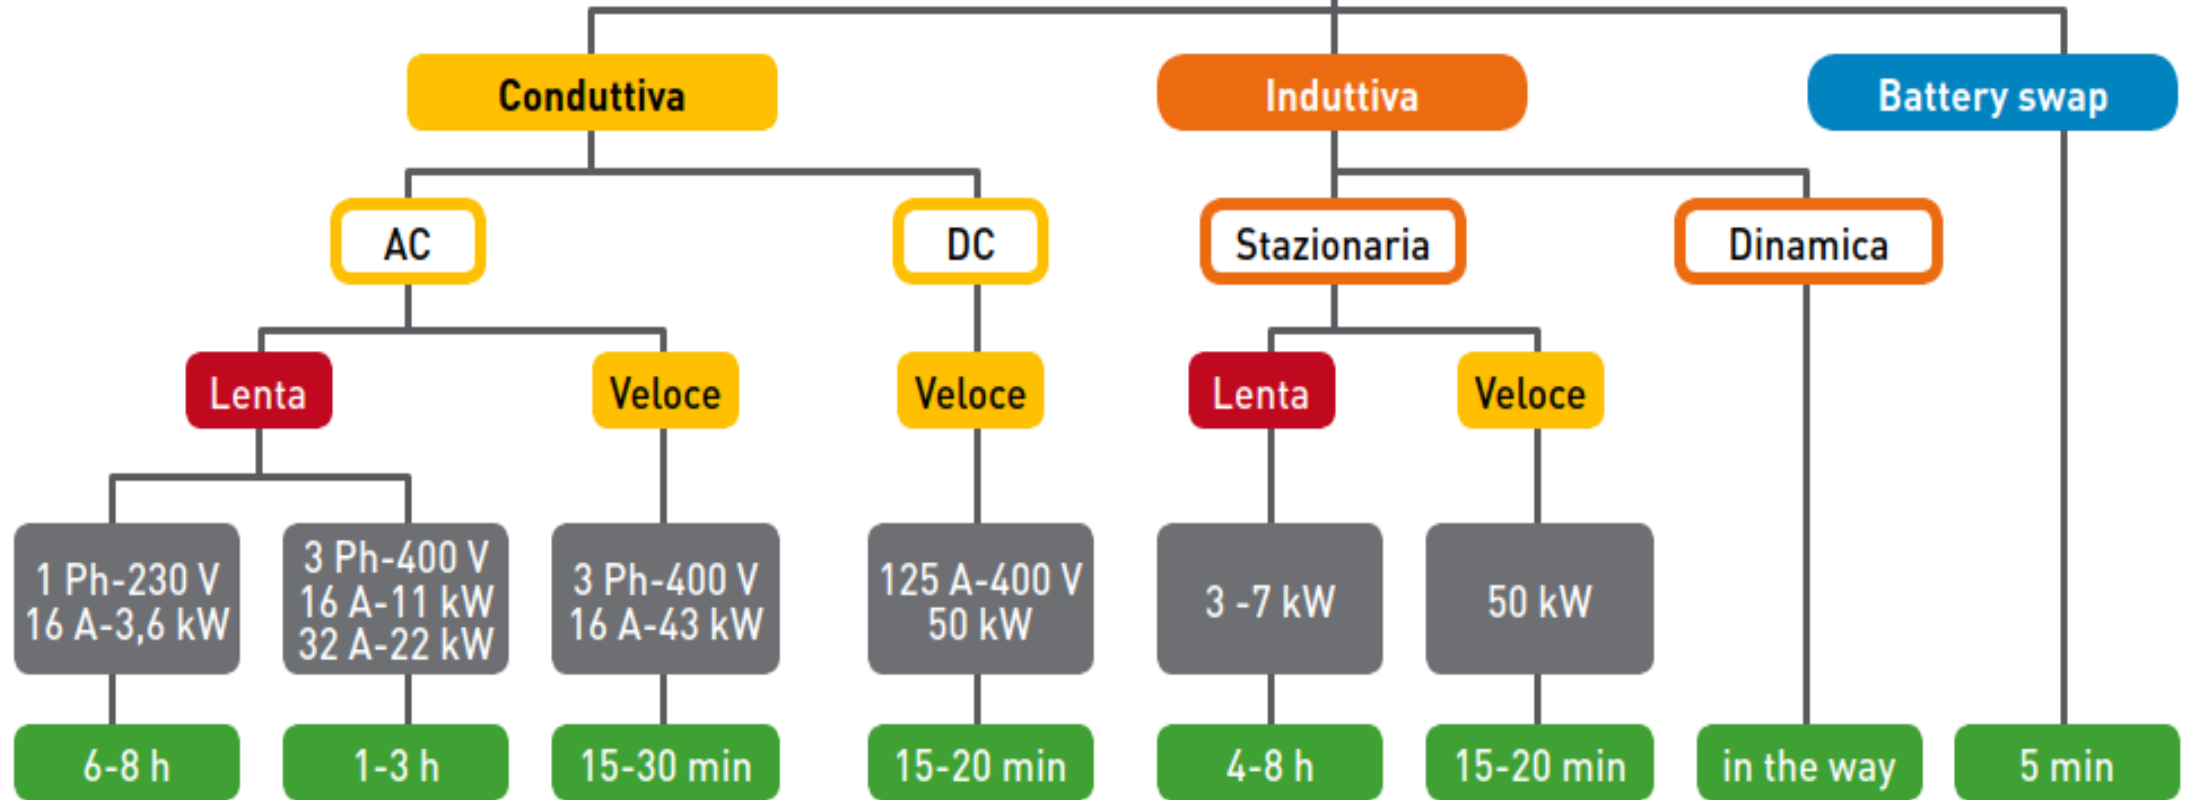 Conduttiva
Induttiva
Battery swap
AC
DC
Stazionaria
Dinamica
Lenta
Veloce
Veloce
Lenta
Veloce
1 Ph-230 V
16 A-3,6 kW
3 Ph-400 V
16 A-11 kW
32 A-22 kW
3 Ph-400 V
16 A-43 kW
125 A-400 V
50 kW
3 -7 kW
50 kW
6-8 h
1-3 h
15-30 min
15-20 min
4-8 h
15-20 min
in the way
5 min